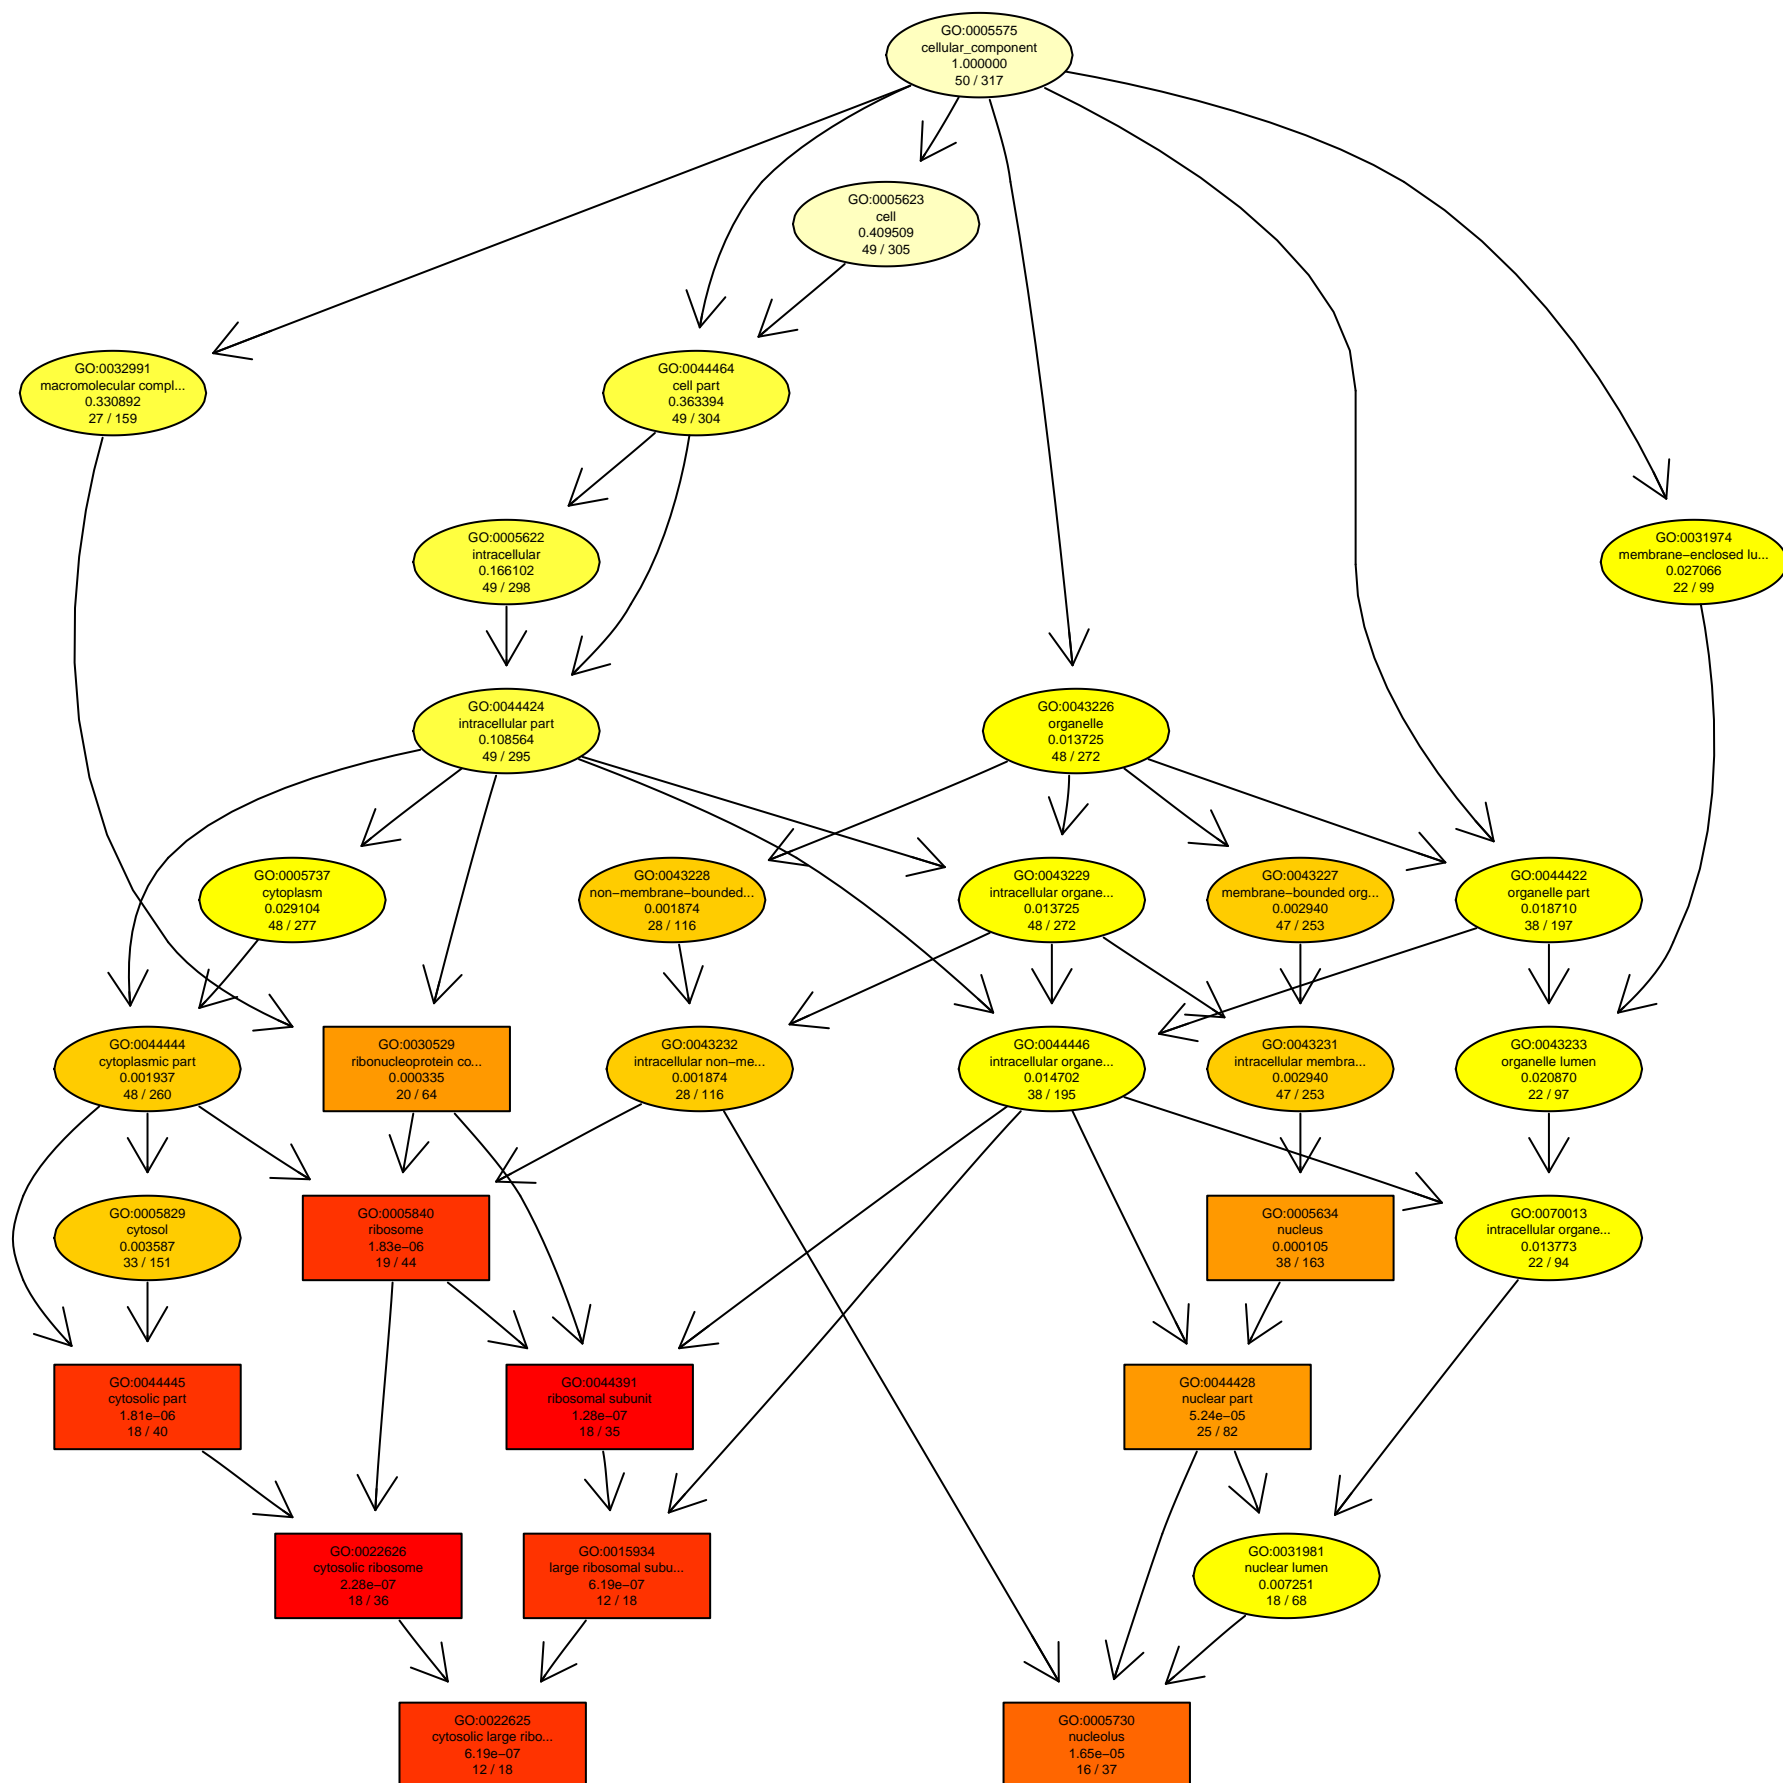 GO:0005575
cellular_component
1.000000
50 / 317
GO:0005623
cell
0.409509
49 / 305
GO:0032991
macromolecular compl...
0.330892
27 / 159
GO:0044464
cell part
0.363394
49 / 304
GO:0005622
intracellular
0.166102
49 / 298
GO:0031974
membrane−enclosed lu...
0.027066
22 / 99
GO:0044424
intracellular part
0.108564
49 / 295
GO:0043226
organelle
0.013725
48 / 272
GO:0005737
cytoplasm
0.029104
48 / 277
GO:0043228
non−membrane−bounded...
0.001874
28 / 116
GO:0043229
intracellular organe...
0.013725
48 / 272
GO:0043227
membrane−bounded org...
0.002940
47 / 253
GO:0044422
organelle part
0.018710
38 / 197
GO:0044444
cytoplasmic part
0.001937
48 / 260
GO:0030529
ribonucleoprotein co...
0.000335
20 / 64
GO:0043232
intracellular non−me...
0.001874
28 / 116
GO:0044446
intracellular organe...
0.014702
38 / 195
GO:0043231
intracellular membra...
0.002940
47 / 253
GO:0043233
organelle lumen
0.020870
22 / 97
GO:0005829
cytosol
0.003587
33 / 151
GO:0005840
ribosome
1.83e−06
19 / 44
GO:0005634
nucleus
0.000105
38 / 163
GO:0070013
intracellular organe...
0.013773
22 / 94
GO:0044445
cytosolic part
1.81e−06
18 / 40
GO:0044391
ribosomal subunit
1.28e−07
18 / 35
GO:0044428
nuclear part
5.24e−05
25 / 82
GO:0022626
cytosolic ribosome
2.28e−07
18 / 36
GO:0015934
large ribosomal subu...
6.19e−07
12 / 18
GO:0031981
nuclear lumen
0.007251
18 / 68
GO:0022625
cytosolic large ribo...
6.19e−07
12 / 18
GO:0005730
nucleolus
1.65e−05
16 / 37